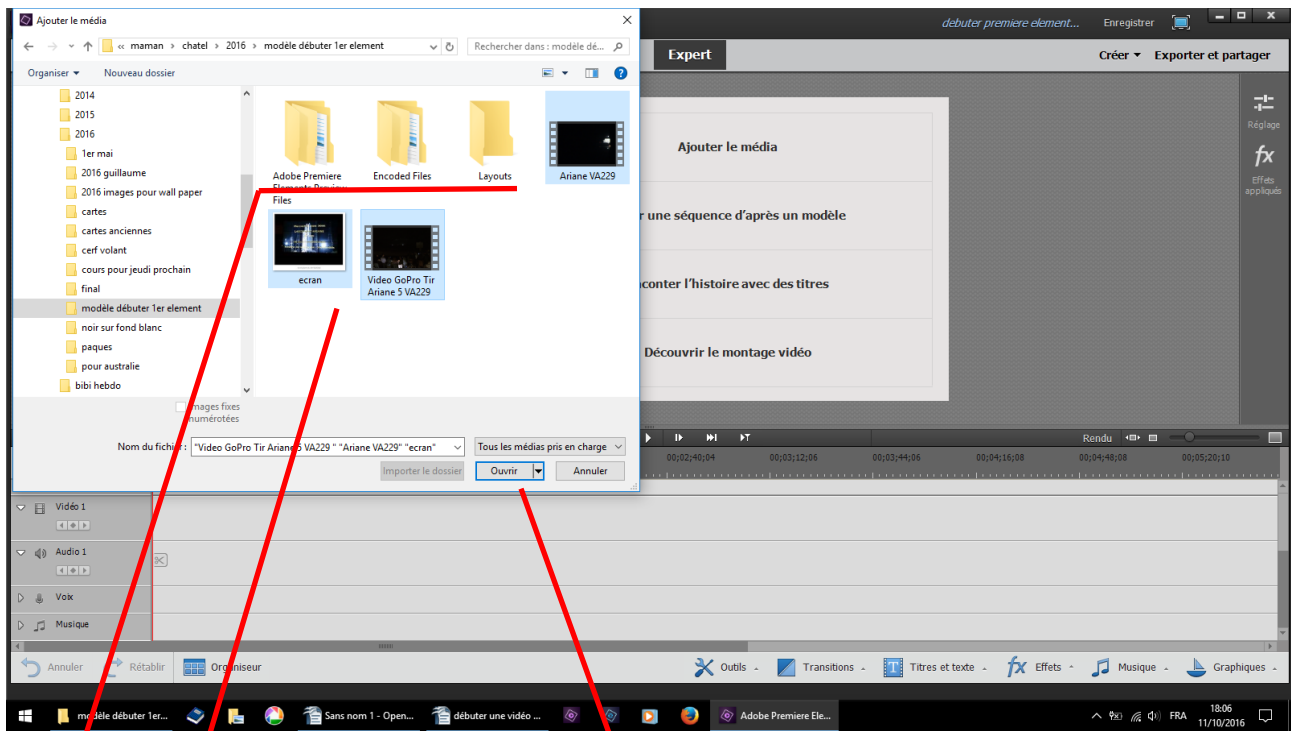 Ajouter le média
debuter premiere element...
Enregistrer
« maman > chatel > 2016 > modèle débuter 1er element
Rechercher dans : modèle dé...
Expert
Créer
Exporter et partager
Organiser
Nouveau dossier
2014
2015
2016
1er mai
2016 guillaume
2016 images pour wall paper
cartes
cartes anciennes
cerf volant
cours pour jeudi prochain
final
modèle débuter 1er element
noir sur fond blanc
paques
pour australie
bibi hebdo
Adobe Premiere
Elements Preview
Files
Encoded Files
Layouts
Ariane VA229
ecran
Video GoPro Tir
Ariane 5 VA229
Ajouter le média
r une séquence d'après un modèle
conter l'histoire avec des titres
Découvrir le montage vidéo
Réglage
fx
Effets
appliqués
mages fixes
numérotées
Nom du fichier :
"Video GoPro Tir Ariane 5 VA229 " "Ariane VA229" "ecran"
Tous les médias pris en charge
Importer le dossier
Ouvrir
Annuler
Rendu
00;02;40;04
00;03;12;06
00;03;44;06
00;04;16;08
00;04;48;08
00;05;20;10
Vidéo 1
Audio 1
Voix
Musique
Annuler
Rétablir
Organiseur
Outils
Transitions
Titres et texte
fx Effets
Musique
Graphiques
modèle débuter 1er...
Sans nom 1 - Open...
débuter une vidéo ...
Adobe Premiere Ele...
FRA
18:06
11/10/2016